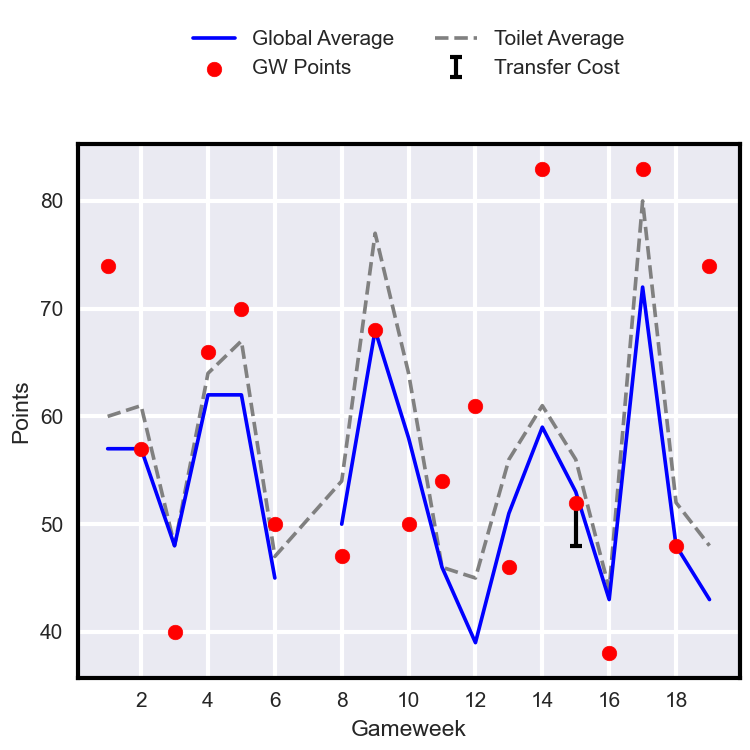 Global Average Toilet Average
GW Points Transfer Cost
80
70
60
50
40
Points
2 4 6 8 10 12 14 16 18
Gameweek